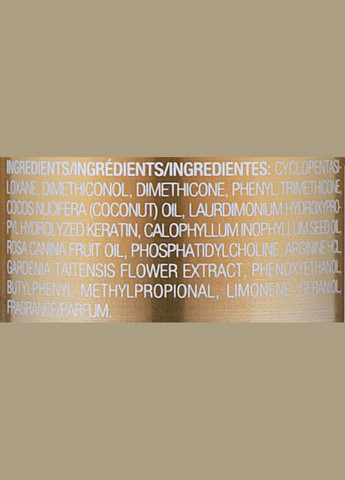 INGREDIENTS/INGRÉDIENTS/INGREDIENTES: CYCLOPENTASI-
LOXANE, DIMETHICONOL, DIMETHICONE, PHENYL TRIMETHICONE,
COCOS NUCIFERA (COCONUT) OIL, LAURDIMONIUM HYDROXYPRO-
PYL HYDROLYZED KERATIN, CALOPHYLLUM INOPHYLLUM SEED OIL,
ROSA CANINA FRUIT OIL, PHOSPHATIDYLCHOLINE, ARGININE HCL,
GARDENIA TAITENSIS FLOWER EXTRACT, PHENOXYETHANOL,
BUTYLPHENYL METHYLPROPIONAL, LIMONENE, GERANIOL,
FRAGRANCE/PARFUM.